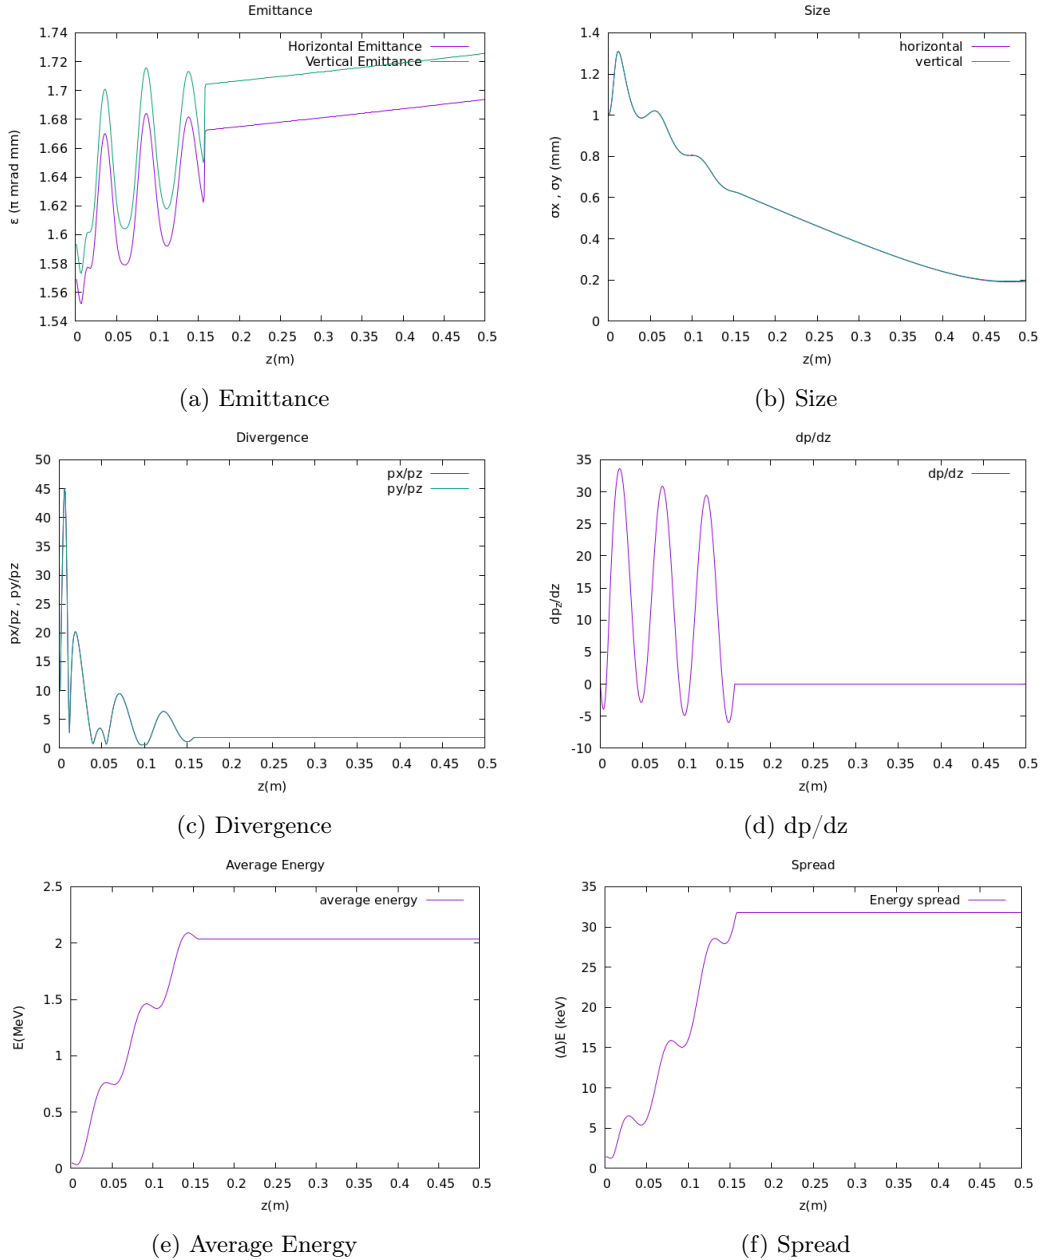 Emittance
1.74
1.72
1.7
1.68
1.66
1.64
1.62
1.6
1.58
1.56
1.54
ε (π mrad mm)
Horizontal Emittance
Vertical Emittance
0 0.05 0.1 0.15 0.2 0.25 0.3 0.35 0.4 0.45 0.5
z(m)
(a) Emittance
Size
1.4
1.2
1
0.8
0.6
0.4
0.2
0
σx , σy (mm)
horizontal
vertical
0 0.05 0.1 0.15 0.2 0.25 0.3 0.35 0.4 0.45 0.5
z(m)
(b) Size
Divergence
50
45
40
35
30
25
20
15
10
5
0
px/pz , py/pz
px/pz
py/pz
0 0.05 0.1 0.15 0.2 0.25 0.3 0.35 0.4 0.45 0.5
z(m)
(c) Divergence
dp/dz
35
30
25
20
15
10
5
0
-5
-10
dpz/dz
dp/dz
0 0.05 0.1 0.15 0.2 0.25 0.3 0.35 0.4 0.45 0.5
z(m)
(d) dp/dz
Average Energy
2.5
2
1.5
1
0.5
0
E(MeV)
average energy
0 0.05 0.1 0.15 0.2 0.25 0.3 0.35 0.4 0.45 0.5
z(m)
(e) Average Energy
Spread
35
30
25
20
15
10
5
0
(Δ)E (keV)
Energy spread
0 0.05 0.1 0.15 0.2 0.25 0.3 0.35 0.4 0.45 0.5
z(m)
(f) Spread